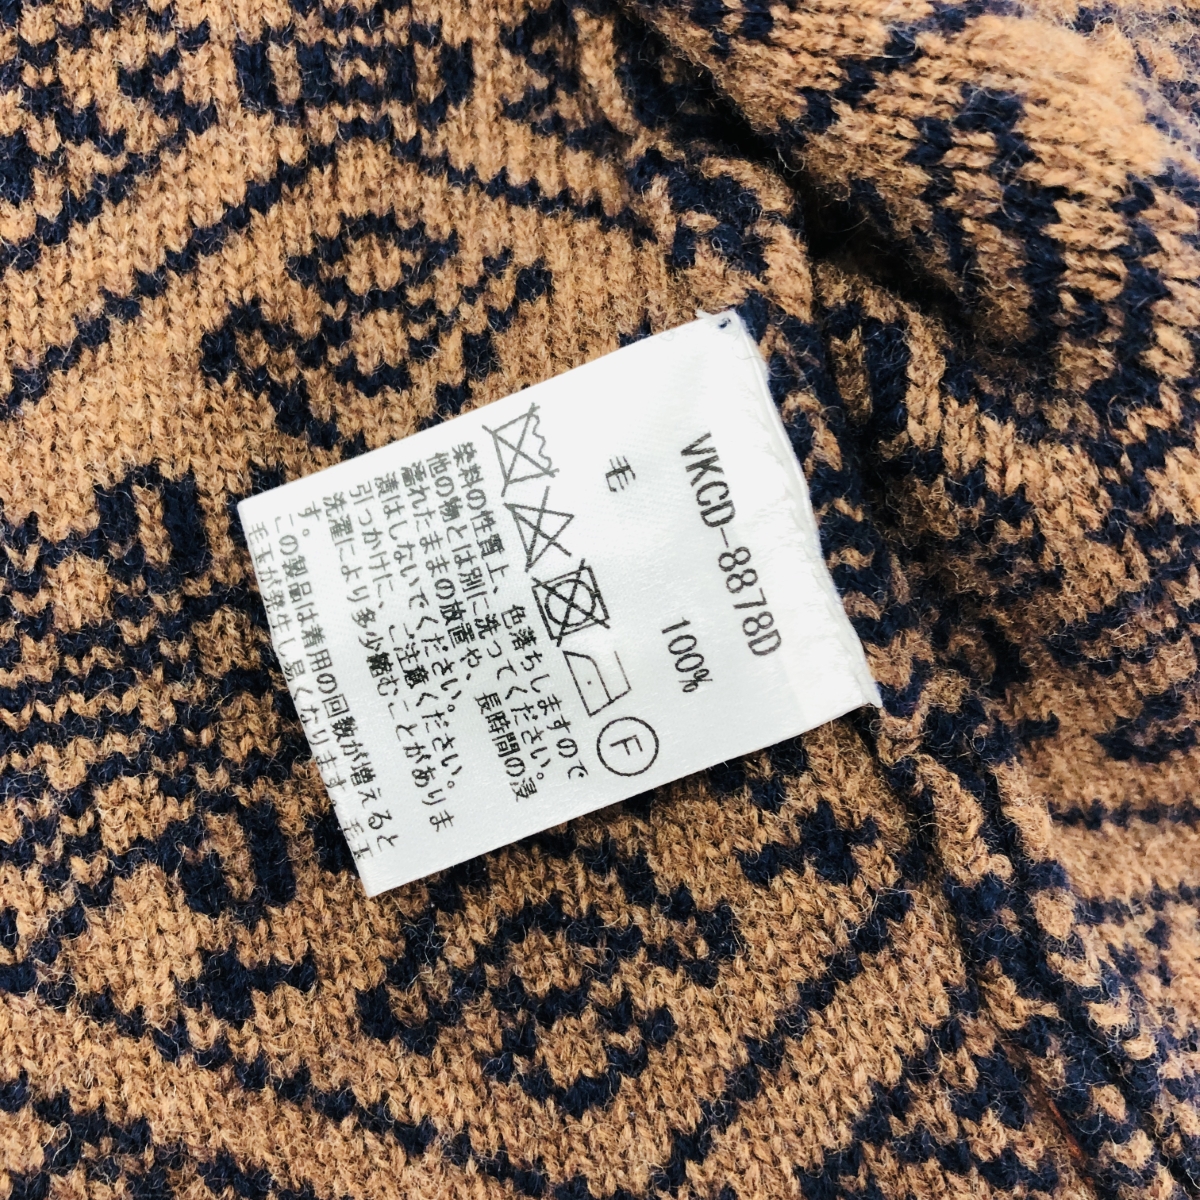 VKCD-8878D
毛 100%
F
染料の性質上、色落ちしますので
他の物とは別に洗ってください。
濡れたままの放置や、長時間の浸
漬はしないでください。
引っかけに、ご注意ください。
洗濯により多少縮むことがありま
す。
この製品は着用の回数が増えると
毛玉が発生し易くなります。毛玉